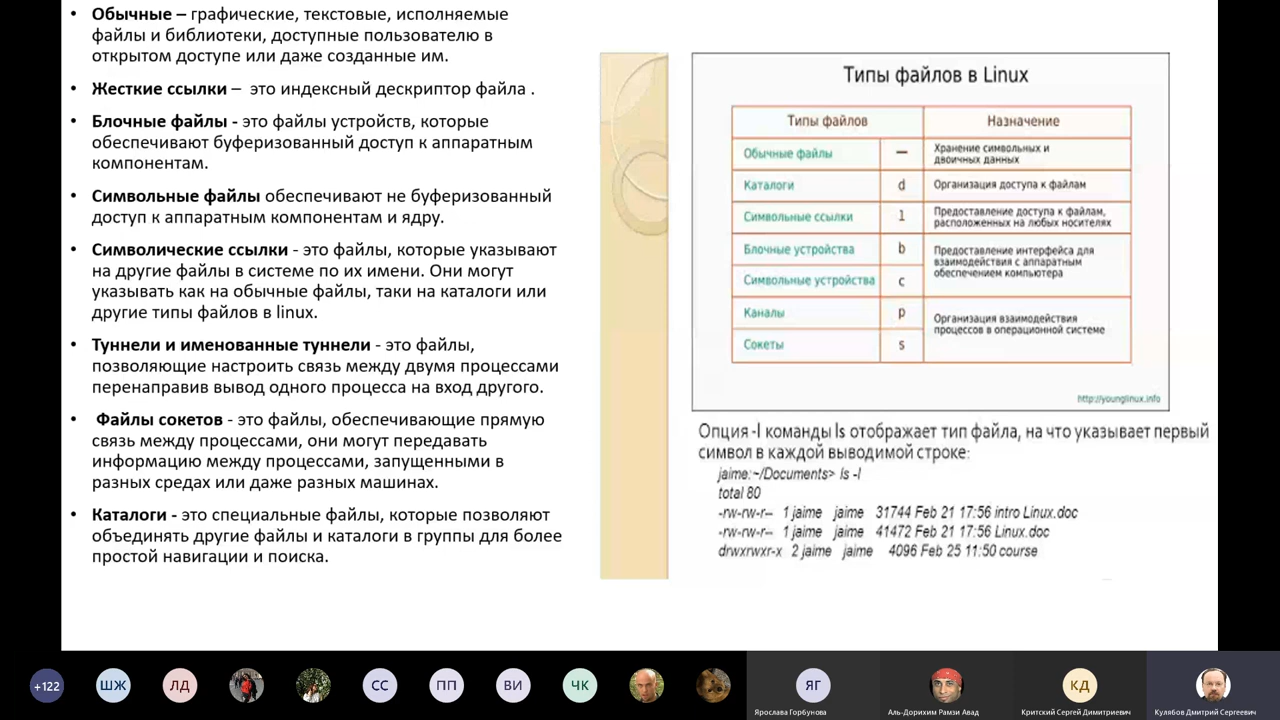 • Обычные – графические, текстовые, исполняемые
файлы и библиотеки, доступные пользователю в
открытом доступе или даже созданные им.
• Жесткие ссылки – это индексный дескриптор файла .
• Блочные файлы - это файлы устройств, которые
обеспечивают буферизованный доступ к аппаратным
компонентам.
• Символьные файлы обеспечивают не буферизованный
доступ к аппаратным компонентам и ядру.
• Символические ссылки - это файлы, которые указывают
на другие файлы в системе по их имени. Они могут
указывать как на обычные файлы, таки на каталоги или
другие типы файлов в linux.
• Туннели и именованные туннели - это файлы,
позволяющие настроить связь между двумя процессами
перенаправив вывод одного процесса на вход другого.
• Файлы сокетов - это файлы, обеспечивающие прямую
связь между процессами, они могут передавать
информацию между процессами, запущенными в
разных средах или даже разных машинах.
• Каталоги - это специальные файлы, которые позволяют
объединять другие файлы и каталоги в группы для более
простой навигации и поиска.
Типы файлов в Linux
Типы файлов Назначение
Обычные файлы — Хранение символьных и
двоичных данных
Каталоги d Организация доступа к файлам
Символьные ссылки l Предоставление доступа к файлам,
расположенных на любых носителях
Блочные устройства b Предоставление интерфейса для
взаимодействия с аппаратным
обеспечением компьютера
Символьные устройства c
Каналы p Организация взаимодействия
процессов в операционной системе
Сокеты s
http://younglinux.info
Опция -l команды ls отображает тип файла, на что указывает первый
символ в каждой выводимой строке:
jaime:~/Documents> ls -l
total 80
-rw-rw-r-- 1 jaime jaime 31744 Feb 21 17:56 intro Linux.doc
-rw-rw-r-- 1 jaime jaime 41472 Feb 21 17:56 Linux.doc
drwxrwxr-x 2 jaime jaime 4096 Feb 25 11:50 course
+122 ШЖ ЛД СС ПП ВИ ЧК ЯГ КД
Ярослава Горбунова Аль-Дорихим Рамзи Авад Критский Сергей Димитриевич Кулябов Дмитрий Сергеевич